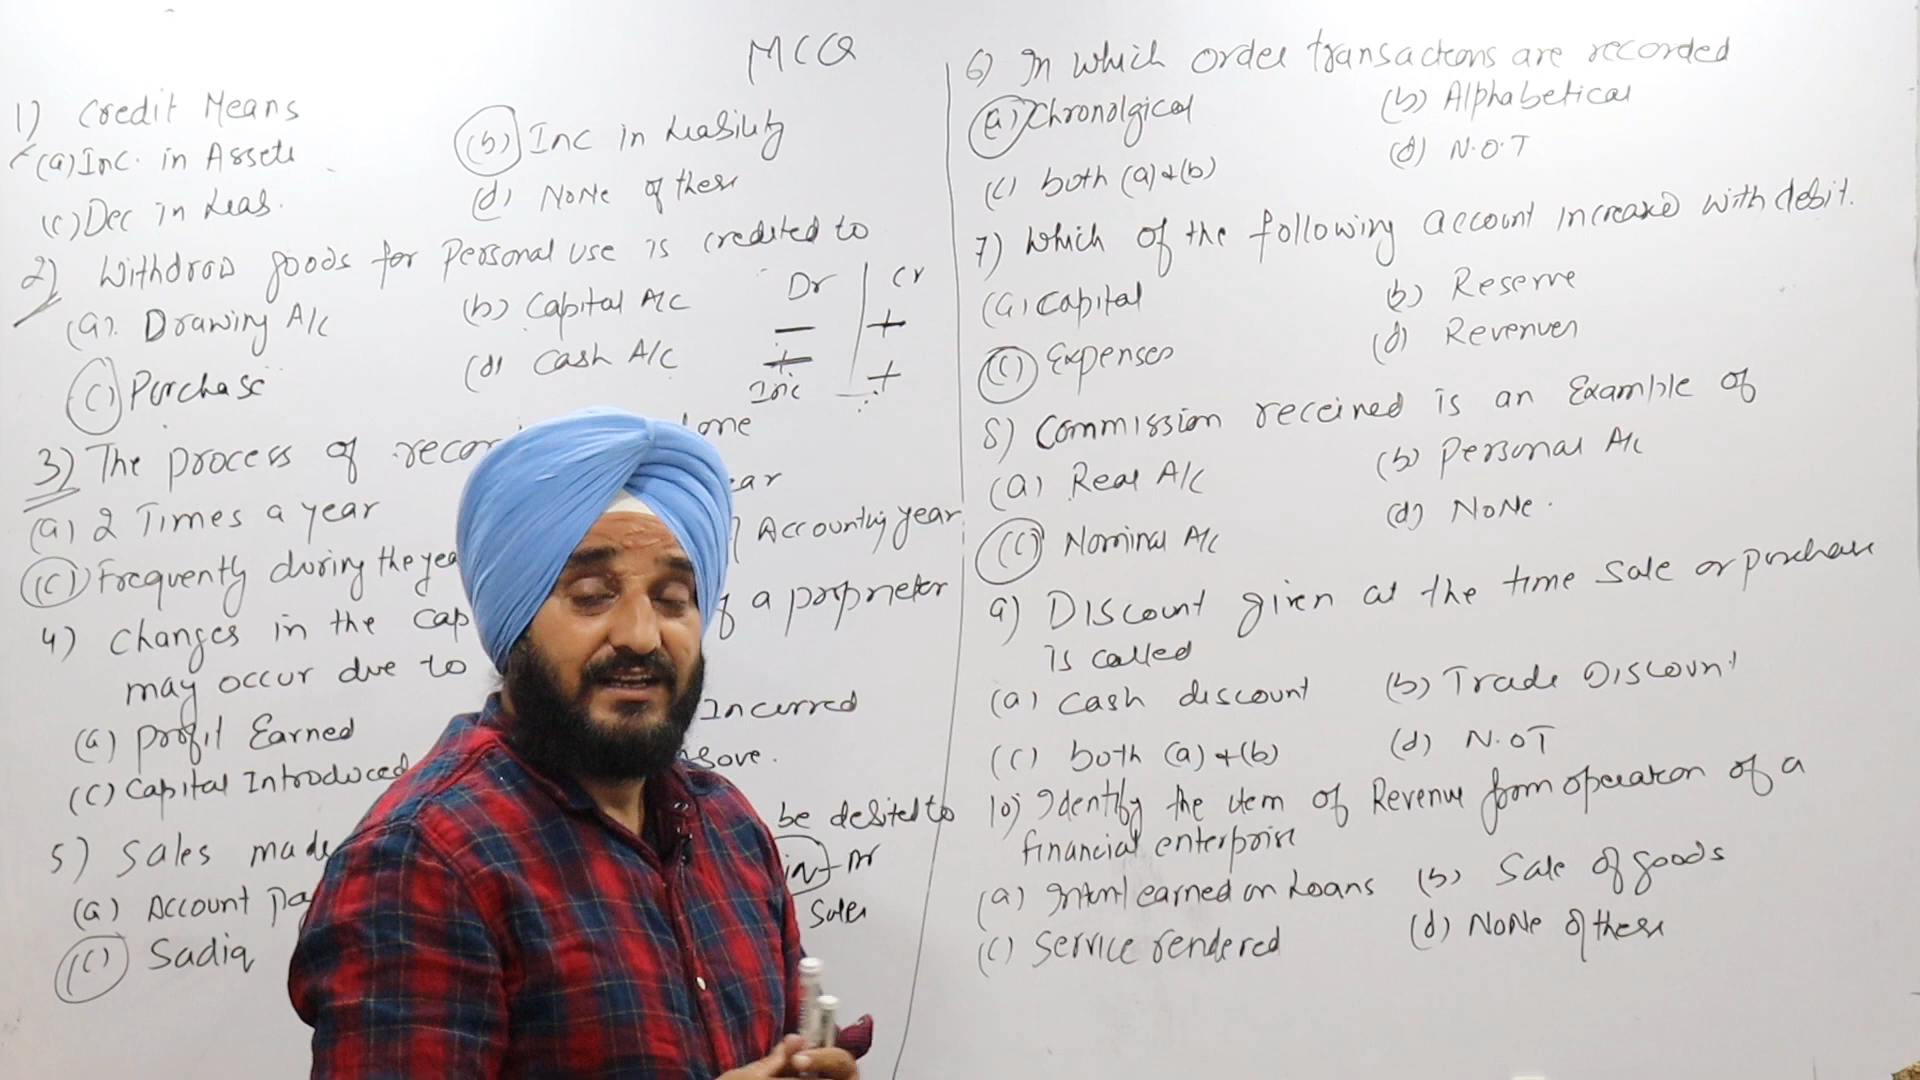 MCQ
1) Credit Means
(a) Inc. in Assets
(b) Inc in Liability
(c) Dec in Lias.
(d) NoNe of these
2) Withdraw goods for personal use is credited to
(a). Drawing A/c
(b) Capital A/c
(c) Purchase
(d) Cash A/c
Dr Cr
— +
+ +
Inc
3) The process of recor
one
(a) 2 Times a year
ear
(c) Frequently during the yea
Accounting year
4) Changes in the cap
of a proprietor
may occur due to
(a) profit Earned
Incurred
(c) Capital Introduced
5) Sales made
be debited to
(a) Account Pa
Dr
Sales
(c) Sadiq
6) In which order transactions are recorded
(a) Chronolgical
(b) Alphabetical
(c) both (a) & (b)
(d) N.O.T
7) Which of the following account increased with debit.
(a) Capital
(b) Reserve
(c) Expenses
(d) Revenues
8) Commission received is an Example of
(a) Real A/c
(b) Personal A/c
(c) Nominal A/c
(d) NoNe.
9) Discount given at the time Sale or purchase
is called
(a) Cash discount
(b) Trade Discount
(c) both (a) & (b)
(d) N.OT
10) Identify the item of Revenue from operation of a
financial enterprise
(a) Interest earned on Loans
(b) Sale of goods
(c) Service rendered
(d) NoNe of these